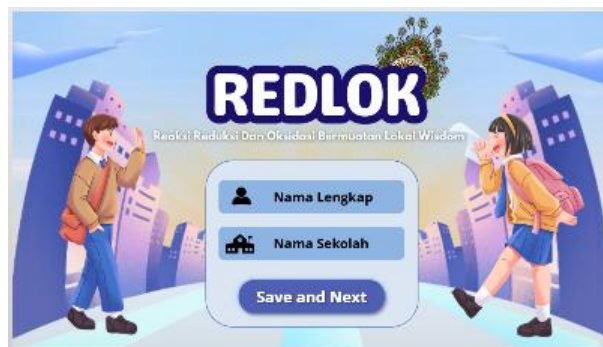 REDLOK
Reaksi Reduksi Dan Oksidasi Bermuatan Lokal Wisdom
Nama Lengkap
Nama Sekolah
Save and Next